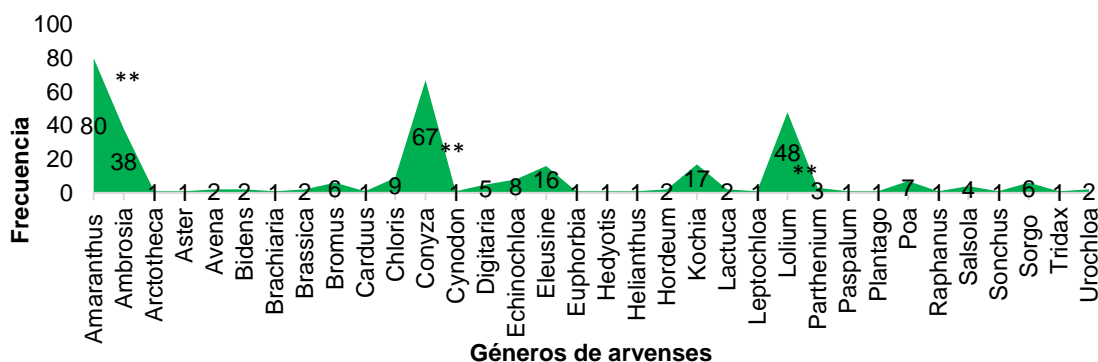 100
80
60
40
20
0
Frecuencia
**
**
**
80
38
1
1
2
2
1
2
6
1
9
67
1
5
8
16
1
1
1
2
17
2
1
48
3
1
1
7
1
4
1
6
1
2
Amaranthus
Ambrosia
Arctotheca
Aster
Avena
Bidens
Brachiaria
Brassica
Bromus
Carduus
Chloris
Conyza
Cynodon
Digitaria
Echinochloa
Eleusine
Euphorbia
Hedyotis
Helianthus
Hordeum
Kochia
Lactuca
Leptochloa
Lolium
Parthenium
Paspalum
Plantago
Poa
Raphanus
Salsola
Sonchus
Sorgo
Tridax
Urochloa
Géneros de arvenses